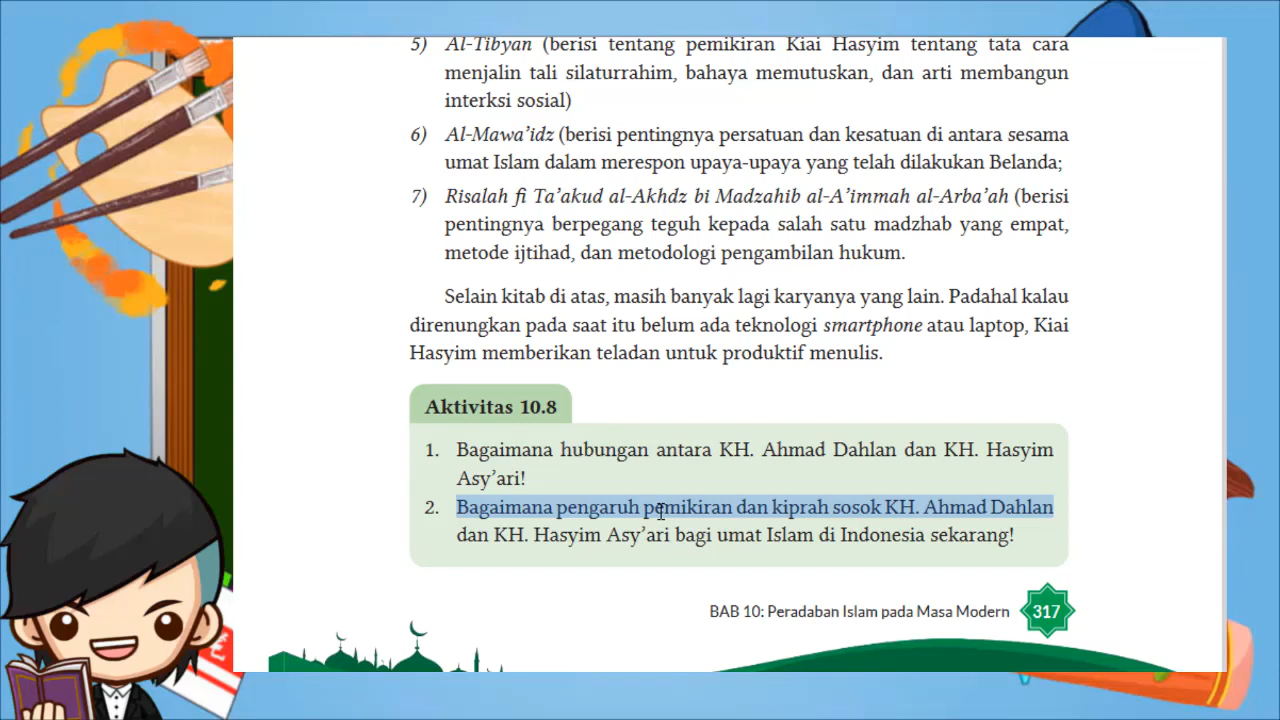 5) Al-Tibyan (berisi tentang pemikiran Kiai Hasyim tentang tata cara
menjalin tali silaturrahim, bahaya memutuskan, dan arti membangun
interksi sosial)
6) Al-Mawa’idz (berisi pentingnya persatuan dan kesatuan di antara sesama
umat Islam dalam merespon upaya-upaya yang telah dilakukan Belanda;
7) Risalah fi Ta’akud al-Akhdz bi Madzahib al-A’immah al-Arba’ah (berisi
pentingnya berpegang teguh kepada salah satu madzhab yang empat,
metode ijtihad, dan metodologi pengambilan hukum.
Selain kitab di atas, masih banyak lagi karyanya yang lain. Padahal kalau
direnungkan pada saat itu belum ada teknologi smartphone atau laptop, Kiai
Hasyim memberikan teladan untuk produktif menulis.
Aktivitas 10.8
1. Bagaimana hubungan antara KH. Ahmad Dahlan dan KH. Hasyim
Asy’ari!
2. Bagaimana pengaruh pemikiran dan kiprah sosok KH. Ahmad Dahlan
dan KH. Hasyim Asy’ari bagi umat Islam di Indonesia sekarang!
BAB 10: Peradaban Islam pada Masa Modern 317